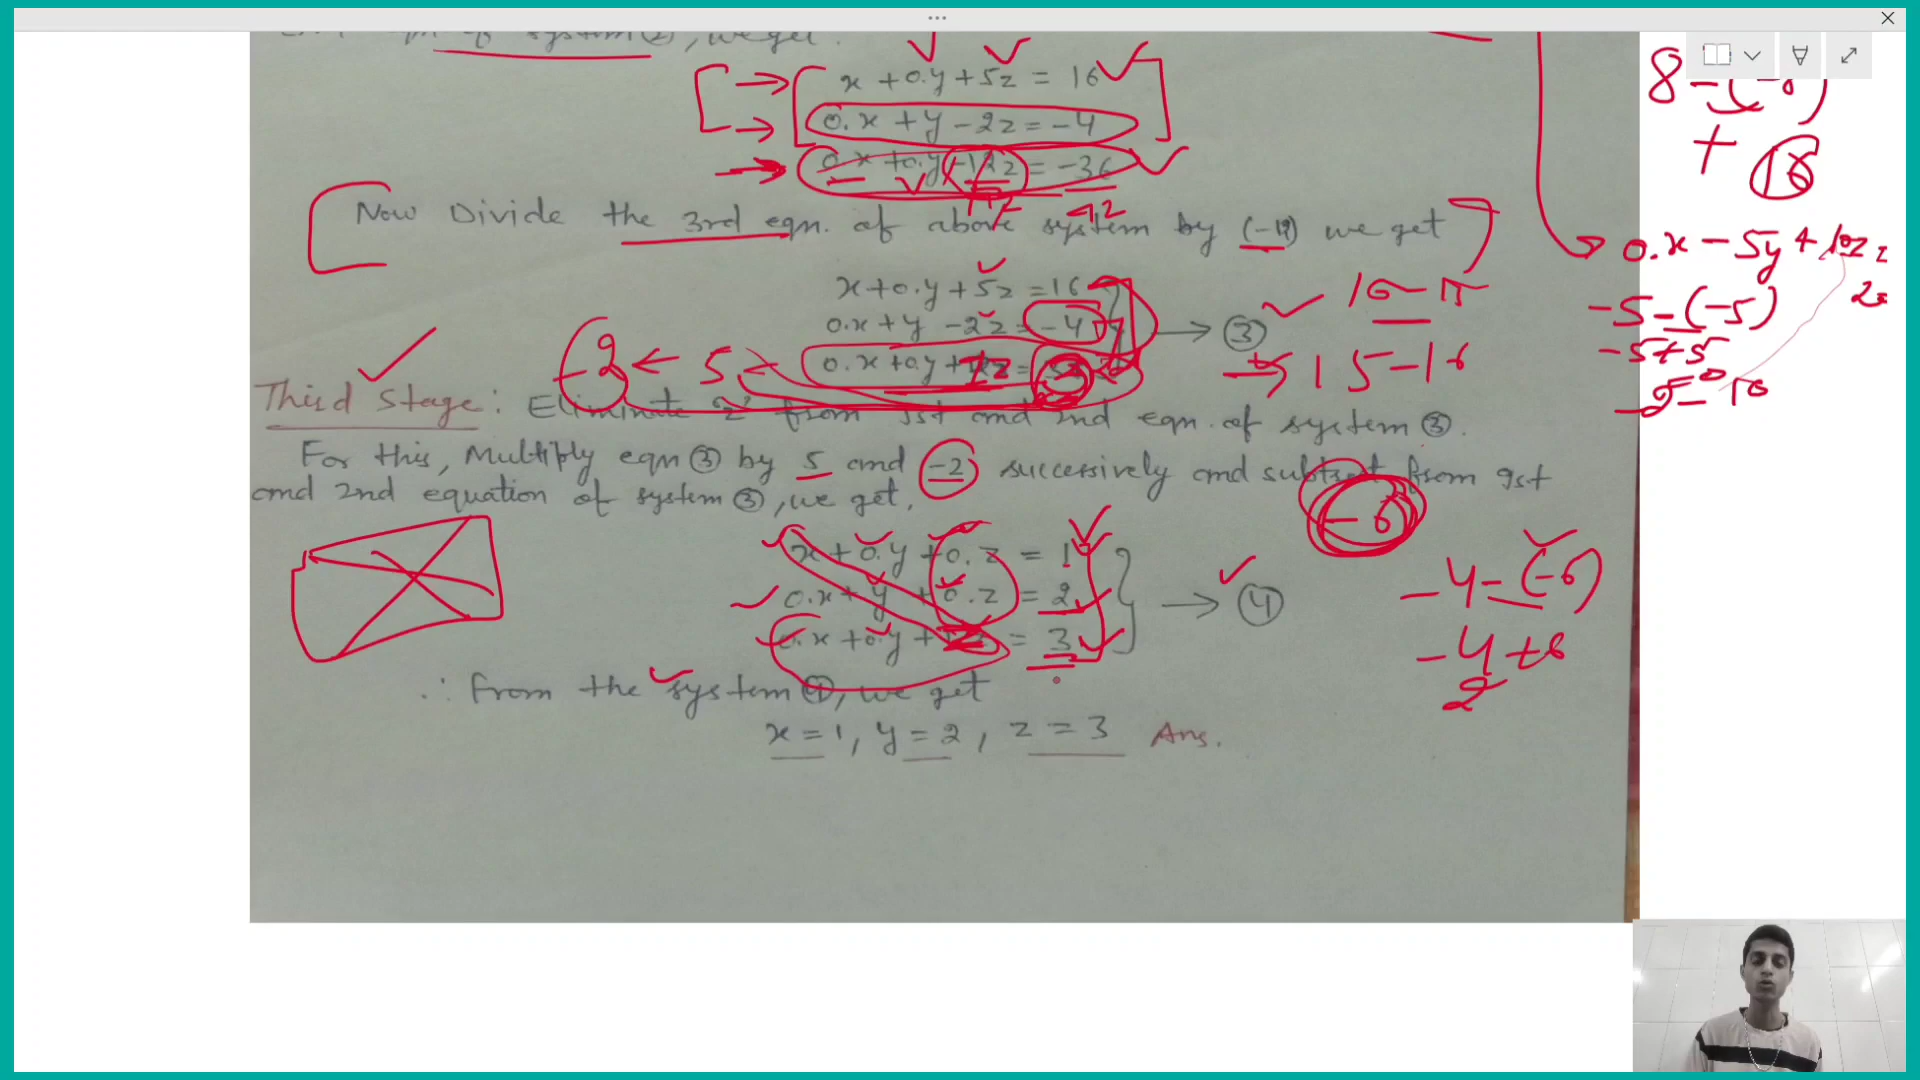 x + 0.y + 5z = 16
0.x + y - 2z = -4
0.x + 0.y - 12z = -36
Now Divide the 3rd eqn. of above system by (-12) we get
x + 0.y + 5z = 16
0.x + y - 2z = -4 → ③
0.x + 0.y + 1z = 3
-2 ← 5 ←
Third Stage: Eliminate 'z' from 1st and 2nd eqn. of system ③.
For this, Multiply eqn ③ by 5 and -2 successively and subtract from 1st
and 2nd equation of system ③, we get,
x + 0.y + 0.z = 1
0.x + y + 0.z = 2 → ④
0.x + 0.y + z = 3
∴ From the system ④, we get
x = 1, y = 2, z = 3 Ans.
16 - 15
15 - 16
-6
-4 - (-6)
-4 + 6
2
+ 16
0.x - 5y + 10z =
-5 - (-5)
-5 + 5